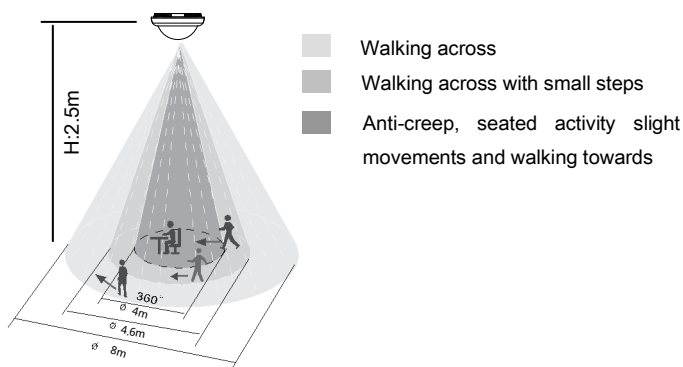 H:2.5m
Walking across
Walking across with small steps
Anti-creep, seated activity slight
movements and walking towards
360°
ø 4m
ø 4.6m
ø 8m